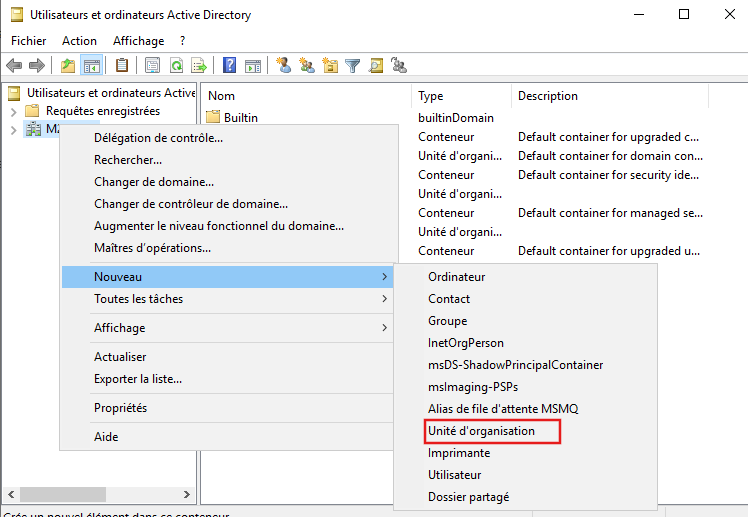 Utilisateurs et ordinateurs Active Directory
Fichier Action Affichage ?
Utilisateurs et ordinateurs Active
Requêtes enregistrées
Nom Type Description
Builtin builtinDomain
Conteneur Default container for upgraded c...
Unité d'organi... Default container for domain con...
Conteneur Default container for security ide...
Unité d'organi...
Conteneur Default container for managed se...
Unité d'organi...
Conteneur Default container for upgraded u...
Délégation de contrôle...
Rechercher...
Changer de domaine...
Changer de contrôleur de domaine...
Augmenter le niveau fonctionnel du domaine...
Maîtres d'opérations...
Nouveau
Toutes les tâches
Affichage
Actualiser
Exporter la liste...
Propriétés
Aide
Ordinateur
Contact
Groupe
InetOrgPerson
msDS-ShadowPrincipalContainer
msImaging-PSPs
Alias de file d'attente MSMQ
Unité d'organisation
Imprimante
Utilisateur
Dossier partagé
Crée un nouvel élément dans ce conteneur.